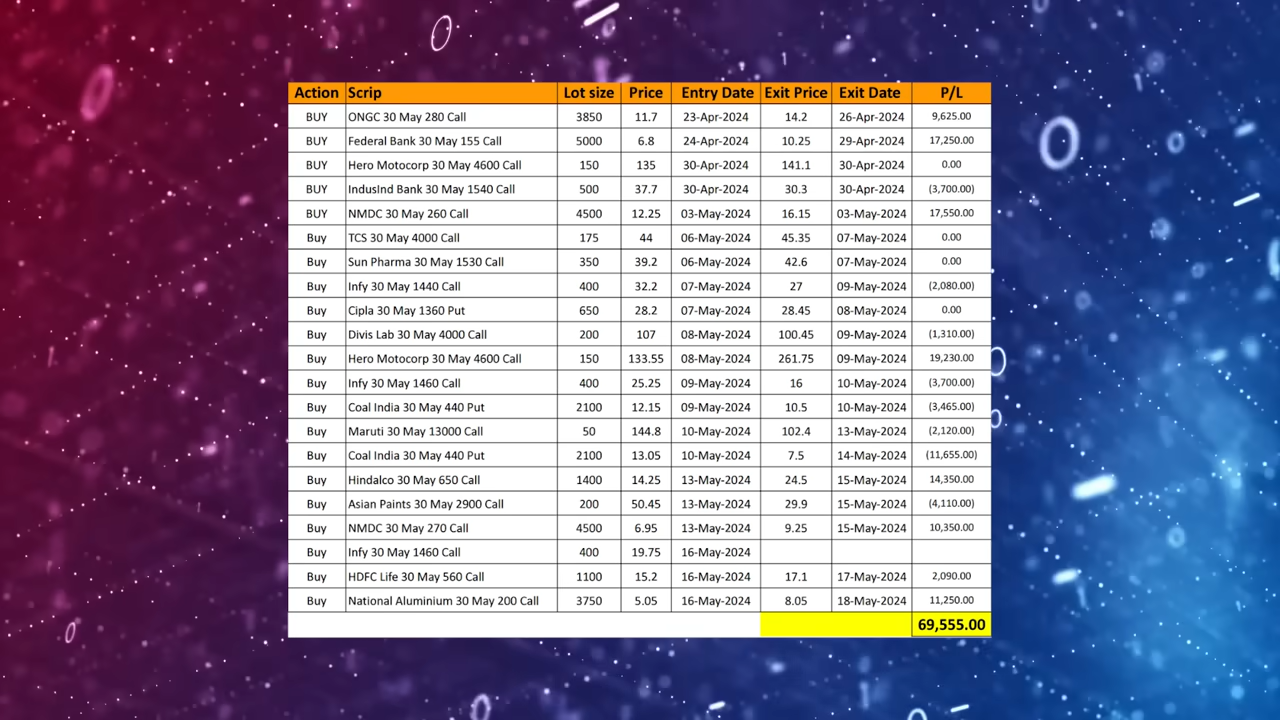 Action Scrip Lot size Price Entry Date Exit Price Exit Date P/L
BUY ONGC 30 May 280 Call 3850 11.7 23-Apr-2024 14.2 26-Apr-2024 9,625.00
BUY Federal Bank 30 May 155 Call 5000 6.8 24-Apr-2024 10.25 29-Apr-2024 17,250.00
BUY Hero Motocorp 30 May 4600 Call 150 135 30-Apr-2024 141.1 30-Apr-2024 0.00
BUY IndusInd Bank 30 May 1540 Call 500 37.7 30-Apr-2024 30.3 30-Apr-2024 (3,700.00)
BUY NMDC 30 May 260 Call 4500 12.25 03-May-2024 16.15 03-May-2024 17,550.00
Buy TCS 30 May 4000 Call 175 44 06-May-2024 45.35 07-May-2024 0.00
Buy Sun Pharma 30 May 1530 Call 350 39.2 06-May-2024 42.6 07-May-2024 0.00
Buy Infy 30 May 1440 Call 400 32.2 07-May-2024 27 09-May-2024 (2,080.00)
Buy Cipla 30 May 1360 Put 650 28.2 07-May-2024 28.45 08-May-2024 0.00
Buy Divis Lab 30 May 4000 Call 200 107 08-May-2024 100.45 09-May-2024 (1,310.00)
Buy Hero Motocorp 30 May 4600 Call 150 133.55 08-May-2024 261.75 09-May-2024 19,230.00
Buy Infy 30 May 1460 Call 400 25.25 09-May-2024 16 10-May-2024 (3,700.00)
Buy Coal India 30 May 440 Put 2100 12.15 09-May-2024 10.5 10-May-2024 (3,465.00)
Buy Maruti 30 May 13000 Call 50 144.8 10-May-2024 102.4 13-May-2024 (2,120.00)
Buy Coal India 30 May 440 Put 2100 13.05 10-May-2024 7.5 14-May-2024 (11,655.00)
Buy Hindalco 30 May 650 Call 1400 14.25 13-May-2024 24.5 15-May-2024 14,350.00
Buy Asian Paints 30 May 2900 Call 200 50.45 13-May-2024 29.9 15-May-2024 (4,110.00)
Buy NMDC 30 May 270 Call 4500 6.95 13-May-2024 9.25 15-May-2024 10,350.00
Buy Infy 30 May 1460 Call 400 19.75 16-May-2024
Buy HDFC Life 30 May 560 Call 1100 15.2 16-May-2024 17.1 17-May-2024 2,090.00
Buy National Aluminium 30 May 200 Call 3750 5.05 16-May-2024 8.05 18-May-2024 11,250.00
69,555.00